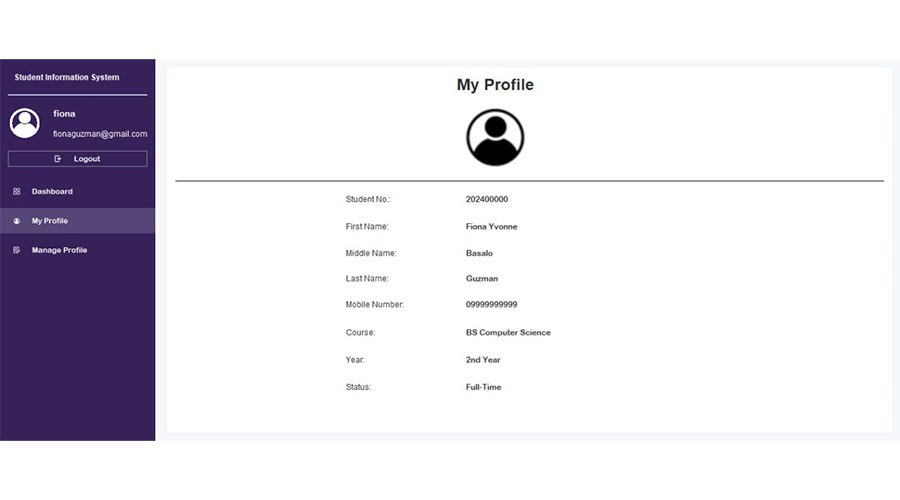 Student Information System
fiona
fionaguzman@gmail.com
Logout
Dashboard
My Profile
Manage Profile
My Profile
Student No.: 202400000
First Name: Fiona Yvonne
Middle Name: Basalo
Last Name: Guzman
Mobile Number: 09999999999
Course: BS Computer Science
Year: 2nd Year
Status: Full-Time